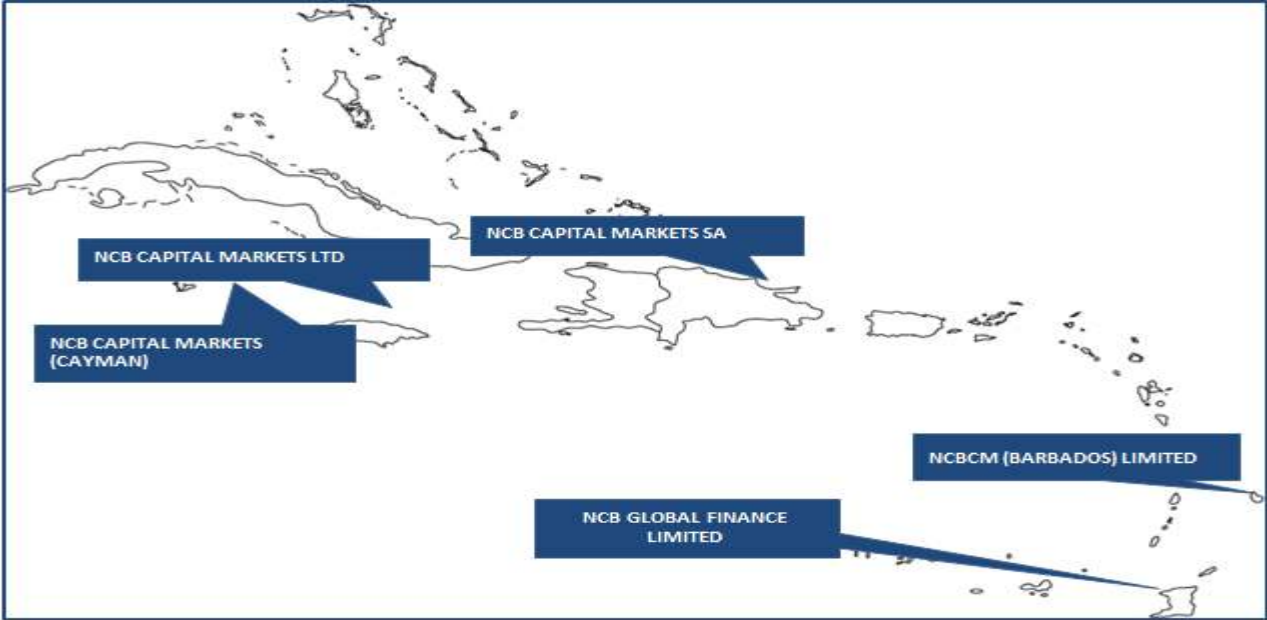 NCB CAPITAL MARKETS SA
NCB CAPITAL MARKETS LTD
NCB CAPITAL MARKETS
(CAYMAN)
NCBCM (BARBADOS) LIMITED
NCB GLOBAL FINANCE
LIMITED